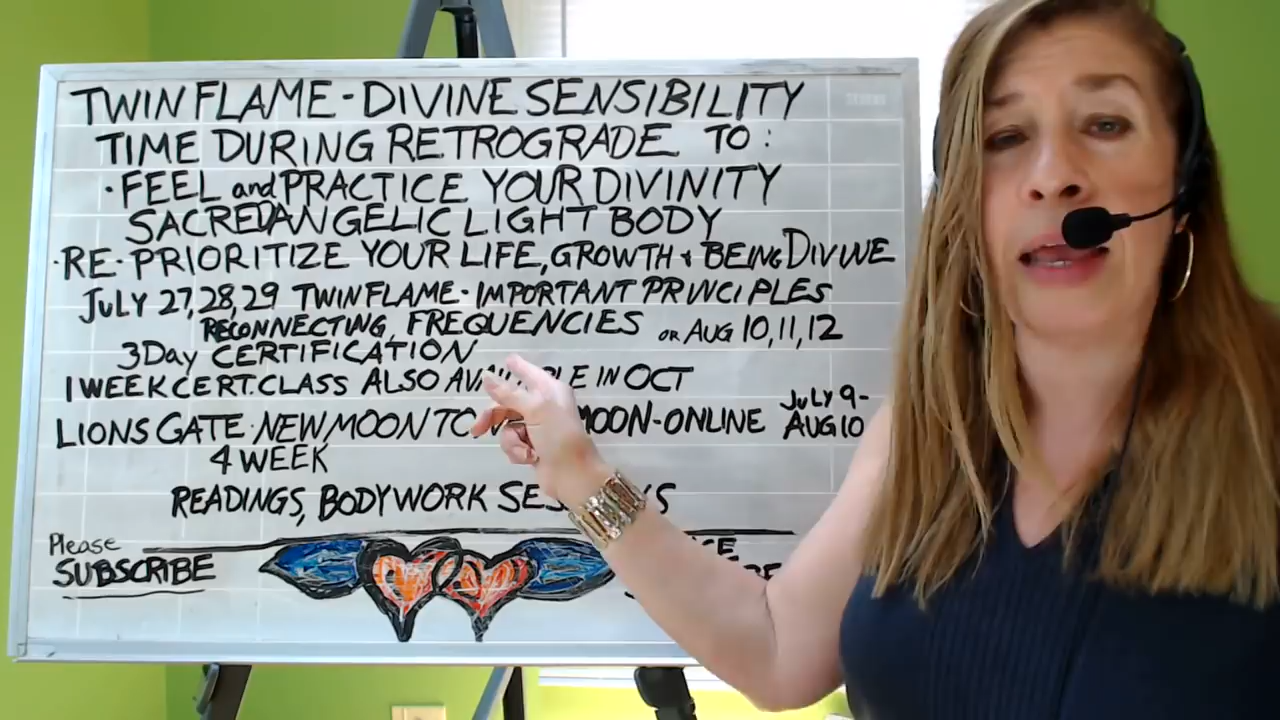 TWIN FLAME - DIVINE SENSIBILITY
TIME DURING RETROGRADE TO:
• FEEL and PRACTICE YOUR DIVINITY
SACRED ANGELIC LIGHT BODY
• RE-PRIORITIZE YOUR LIFE, GROWTH + BEING DIVINE
JULY 27, 28, 29 TWIN FLAME - IMPORTANT PRINCIPLES
RECONNECTING, FREQUENCIES OR AUG 10, 11, 12
3 Day CERTIFICATION
1 WEEK CERT. CLASS ALSO IN OCT
LIONS GATE • NEW MOON TO MOON - ONLINE JULY 9 - AUG 10
4 WEEK
READINGS, BODYWORK
Please
SUBSCRIBE